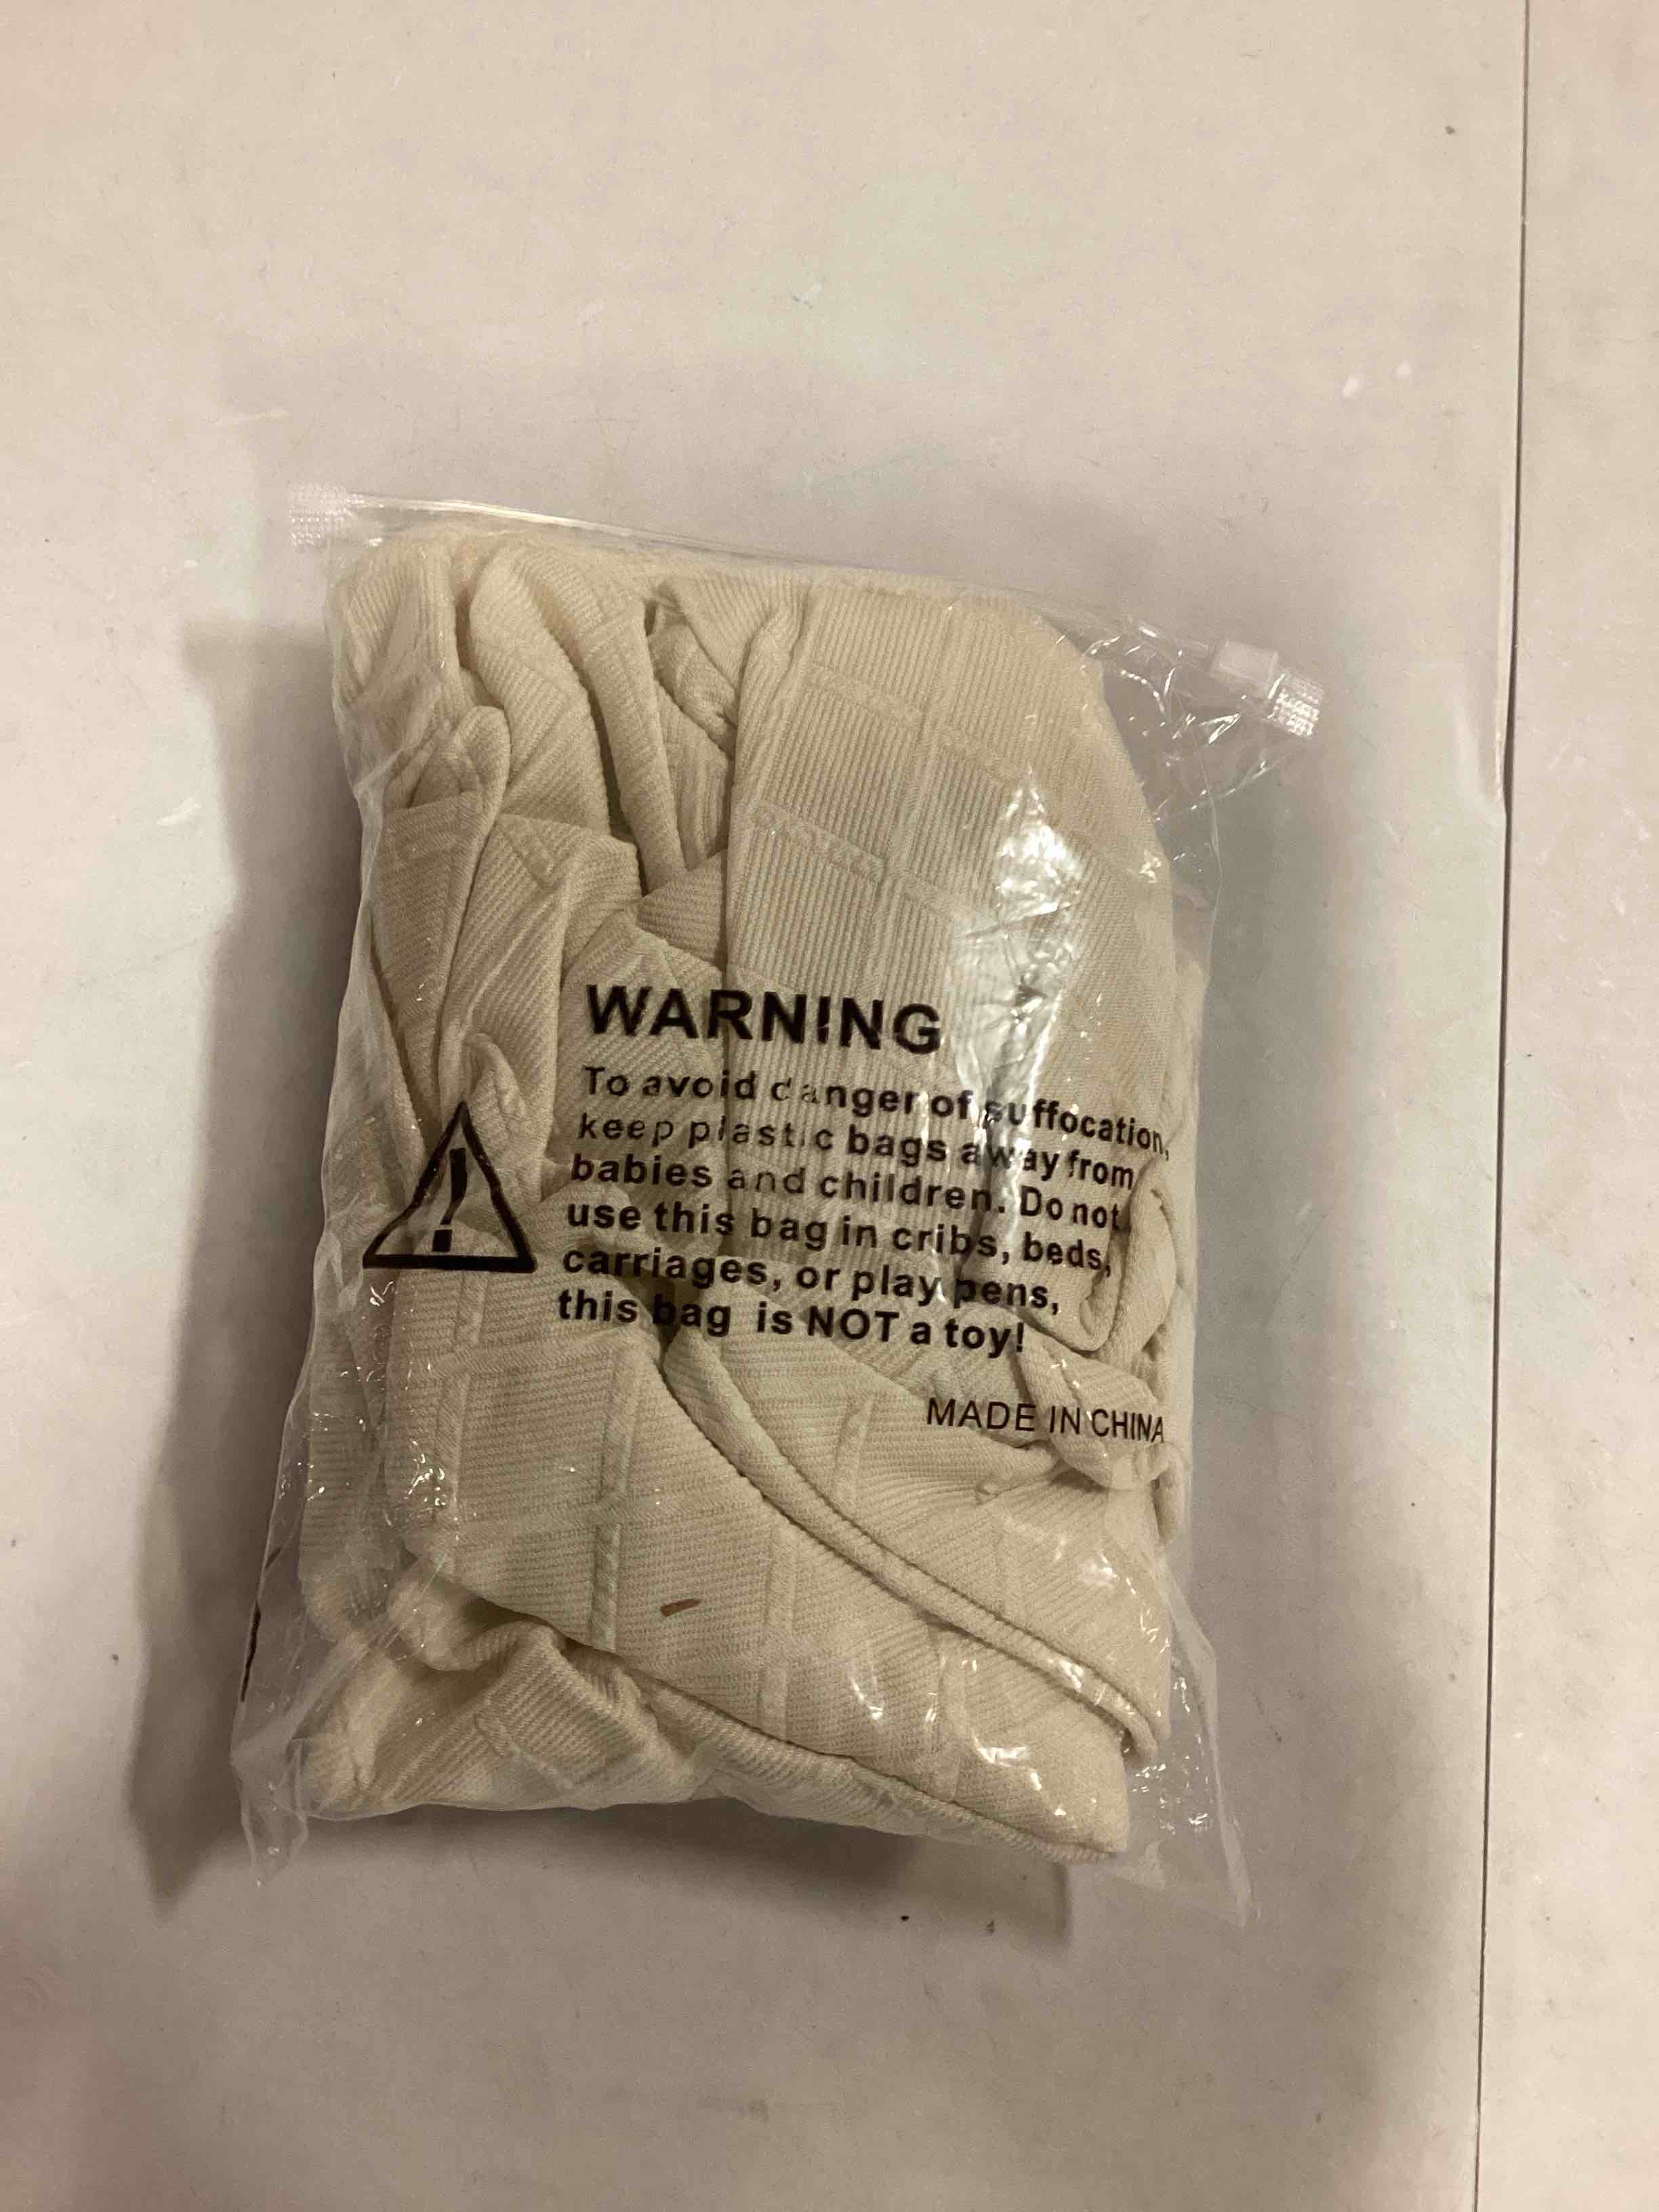 WARNING
To avoid danger of suffocation,
keep plastic bags away from
babies and children. Do not
use this bag in cribs, beds,
carriages, or play pens,
this bag is NOT a toy!
MADE IN CHINA